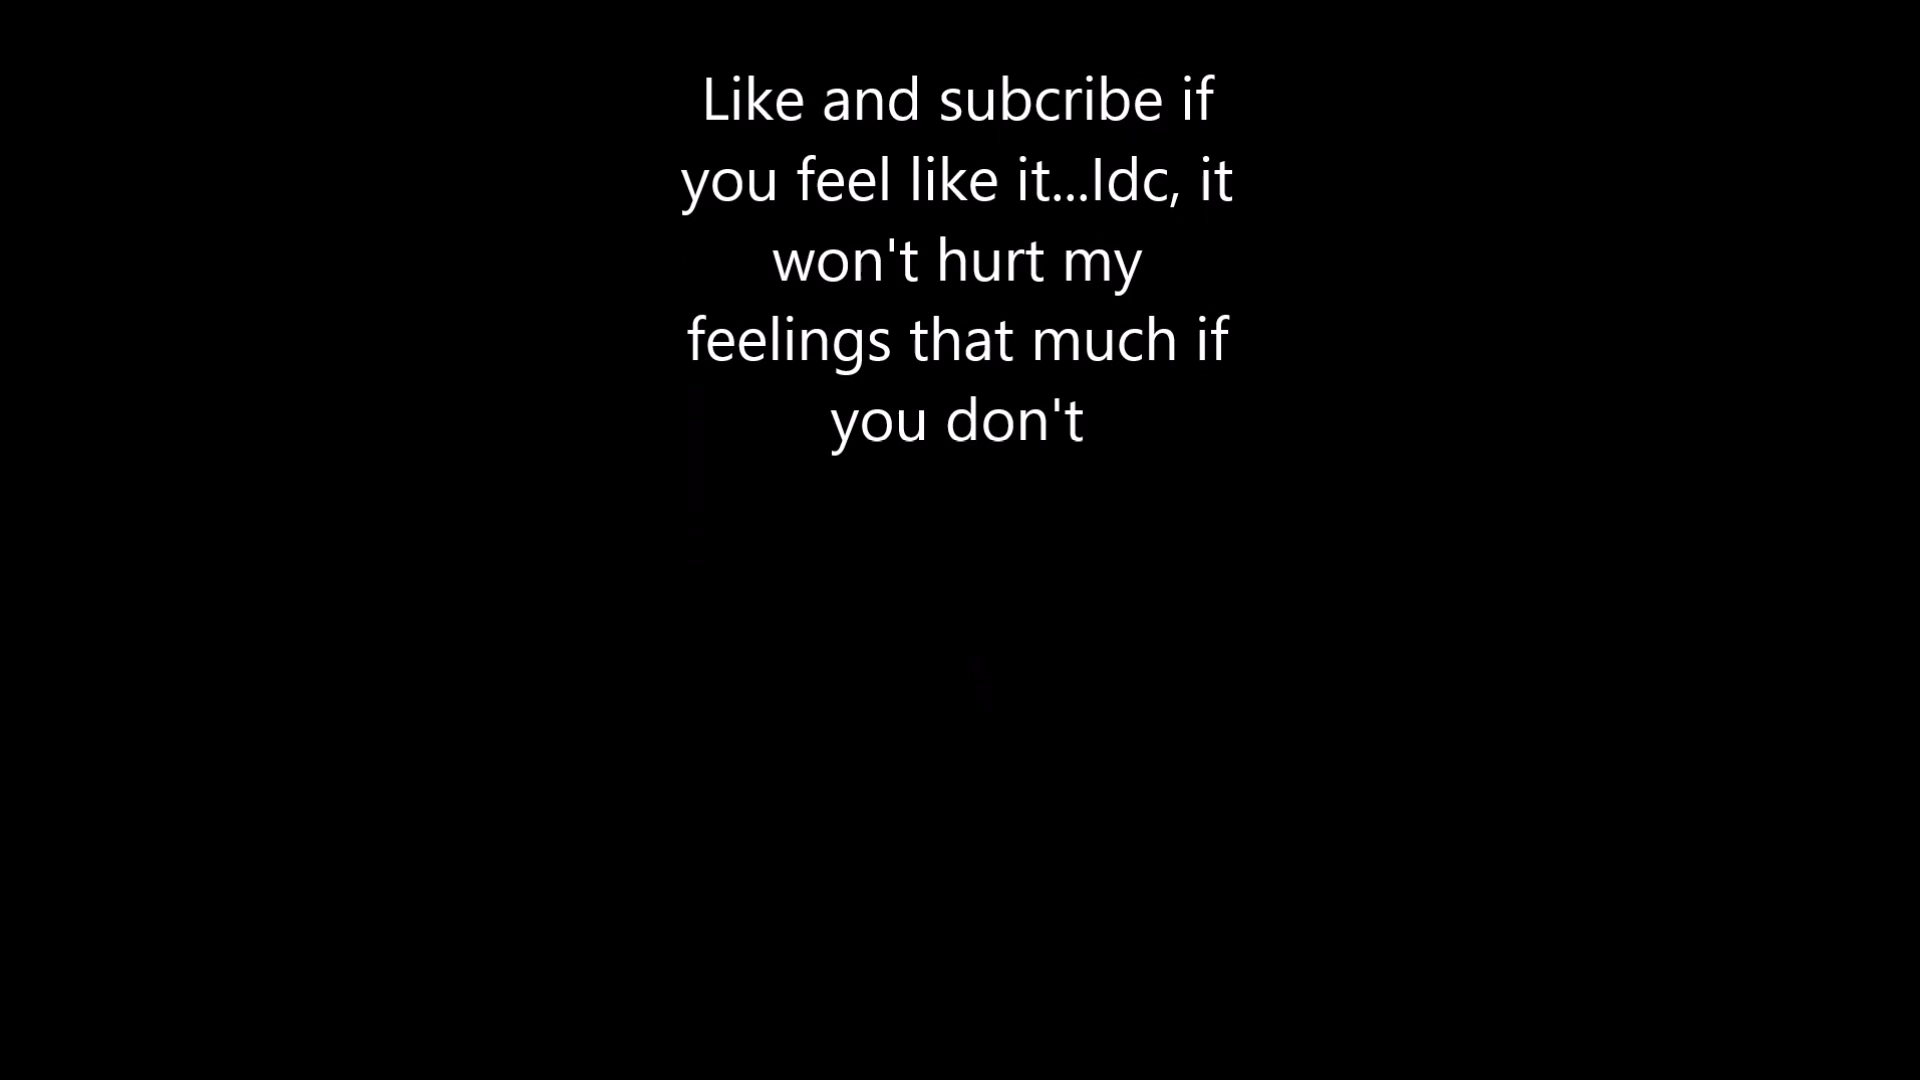 Like and subcribe if
you feel like it...Idc, it
won't hurt my
feelings that much if
you don't